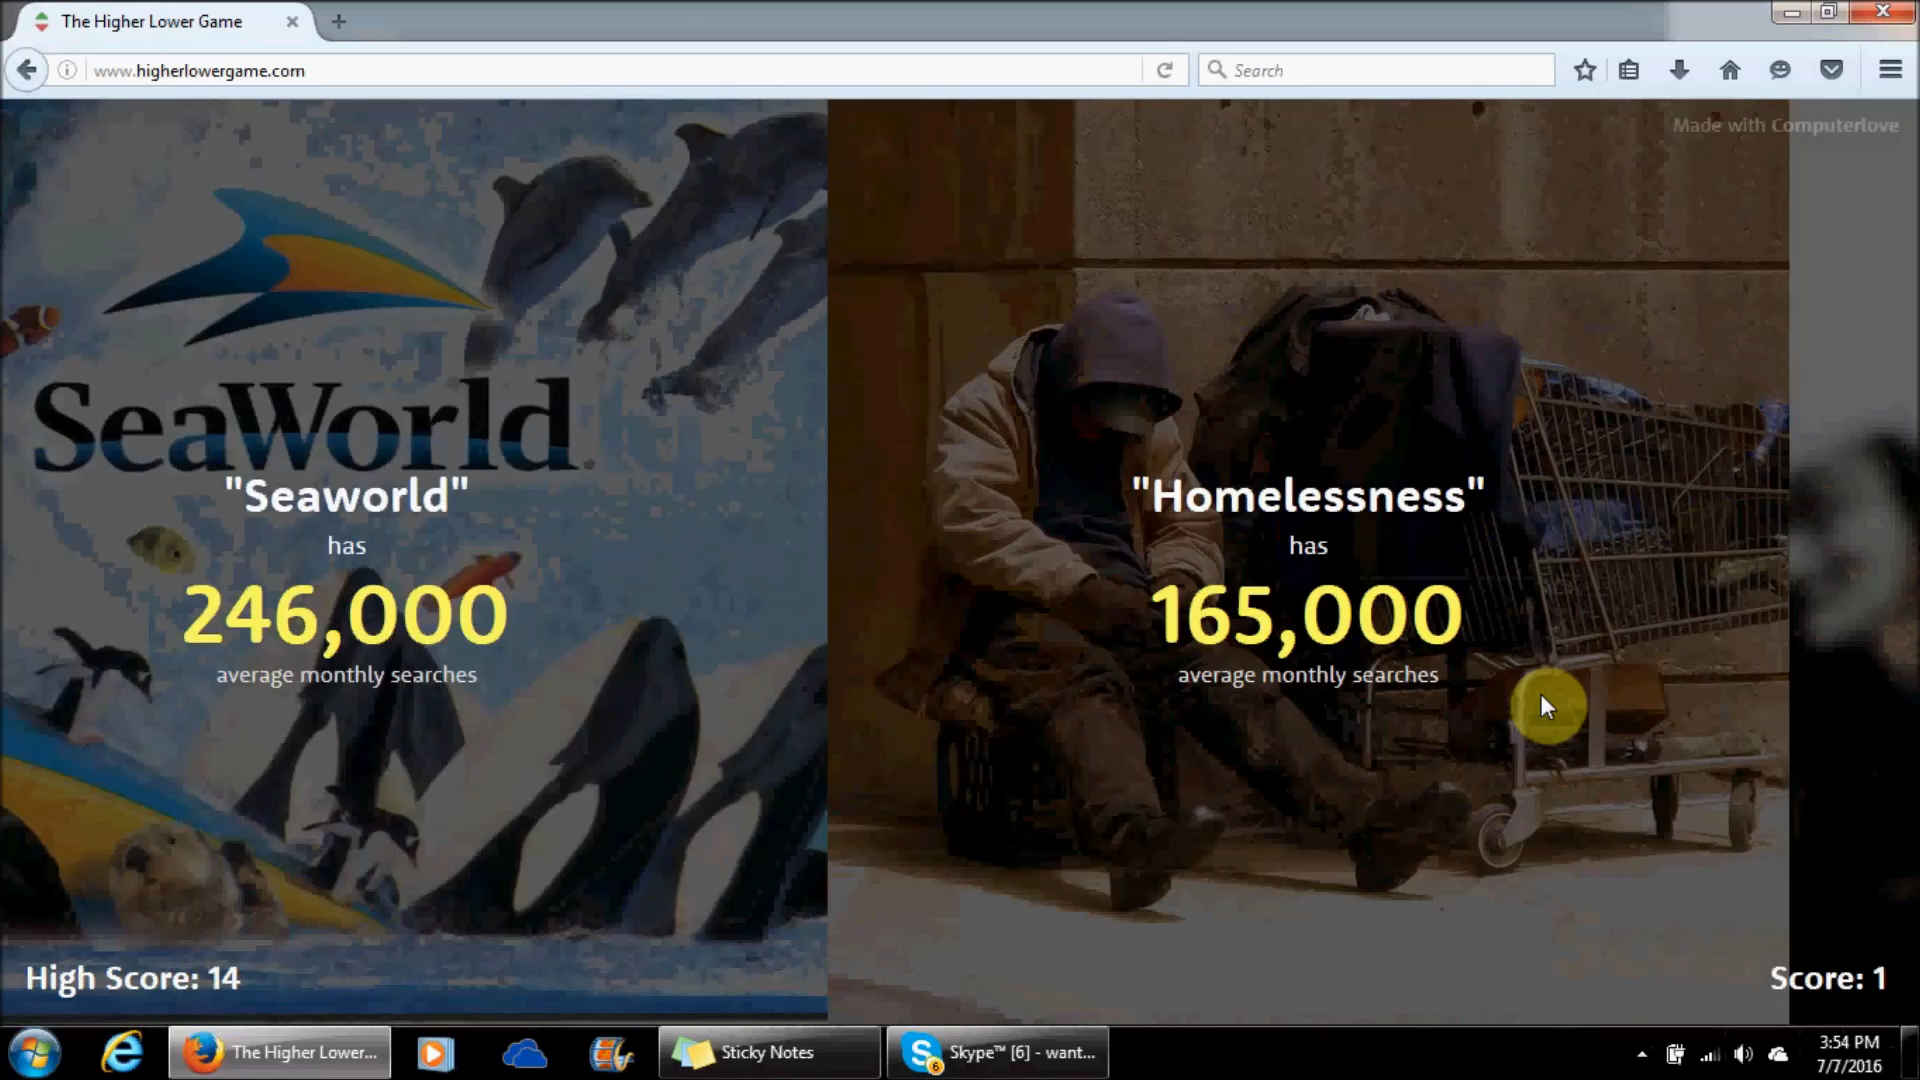 The Higher Lower Game
www.higherlowergame.com
Search
Made with Computerlove
SeaWorld
"Seaworld"
has
246,000
average monthly searches
"Homelessness"
has
165,000
average monthly searches
High Score: 14
Score: 1
The Higher Lower...
Sticky Notes
6
Skype™ [6] - want...
3:54 PM
7/7/2016